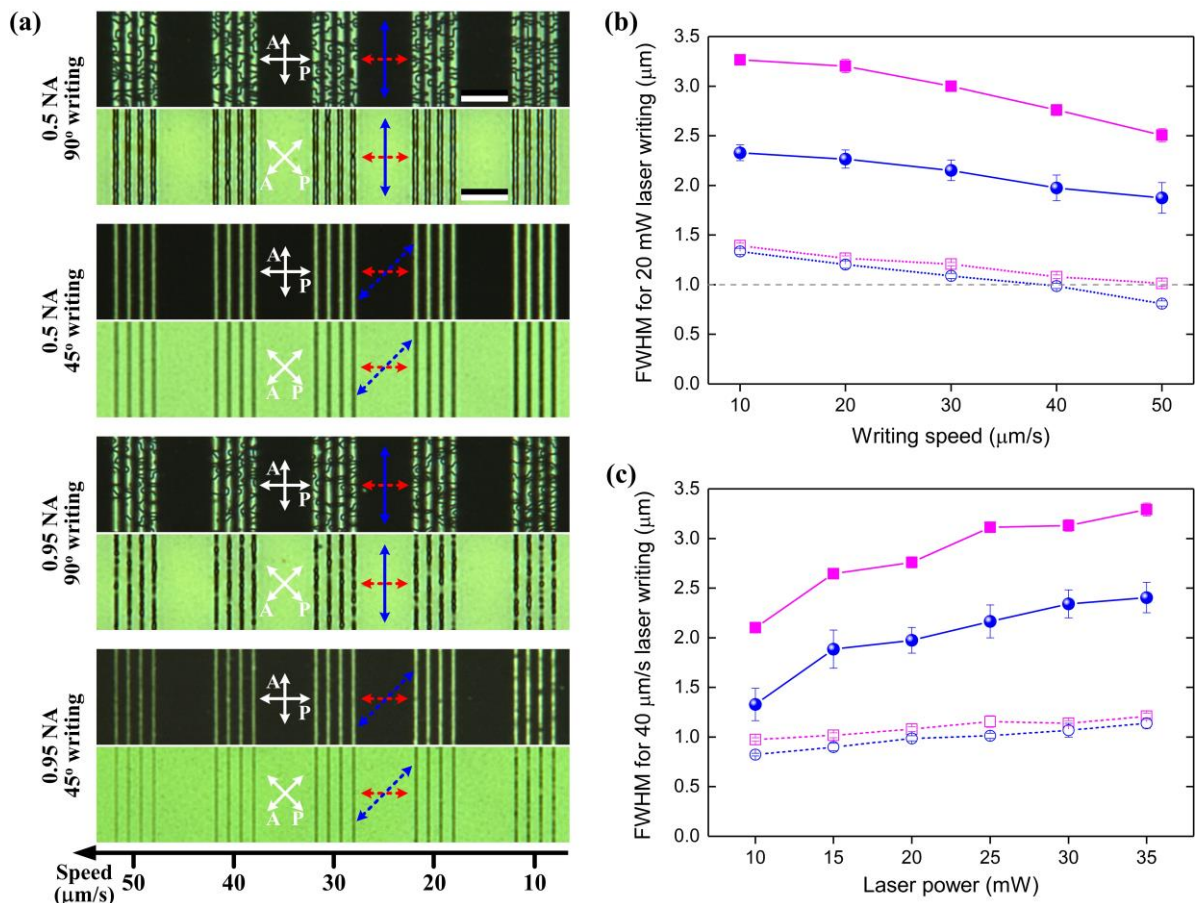 (a)
0.5 NA
90° writing
A
P
A P
0.5 NA
45° writing
A
P
A P
0.95 NA
90° writing
A
P
A P
0.95 NA
45° writing
A
P
A P
Speed
(μm/s)
50 40 30 20 10
(b)
FWHM for 20 mW laser writing (μm)
3.5
3.0
2.5
2.0
1.5
1.0
0.5
0.0
10 20 30 40 50
Writing speed (μm/s)
(c)
FWHM for 40 μm/s laser writing (μm)
3.5
3.0
2.5
2.0
1.5
1.0
0.5
0.0
10 15 20 25 30 35
Laser power (mW)